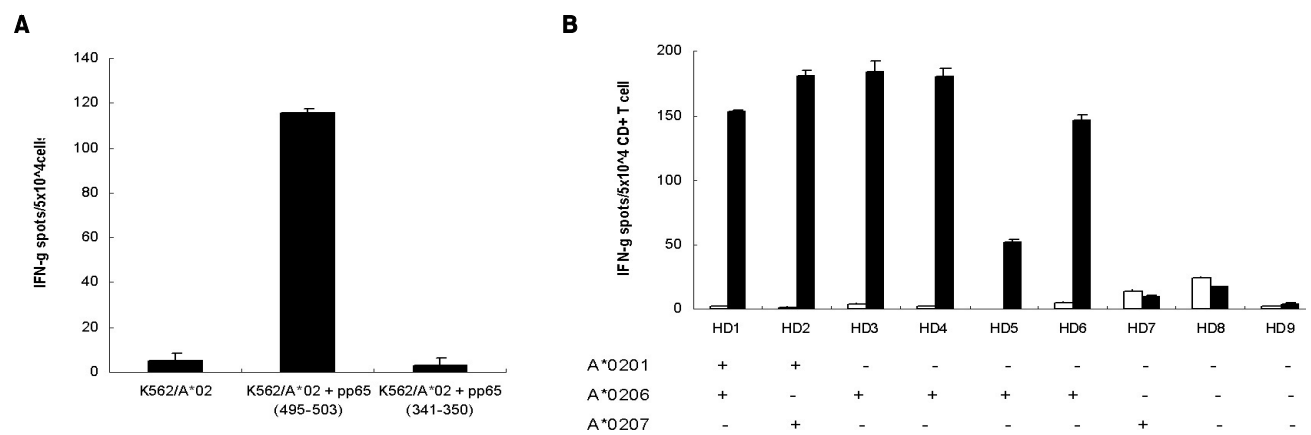 A
B
IFN-g spots/5x10^4cells
140
120
100
80
60
40
20
0
K562/A*02
K562/A*02 + pp65
(495-503)
K562/A*02 + pp65
(341-350)
IFN-g spots/5x10^4 CD+ T cell
200
150
100
50
0
HD1 HD2 HD3 HD4 HD5 HD6 HD7 HD8 HD9
A*0201 + + - - - - - - -
A*0206 + - + + + + - - -
A*0207 - + - - - - + - -